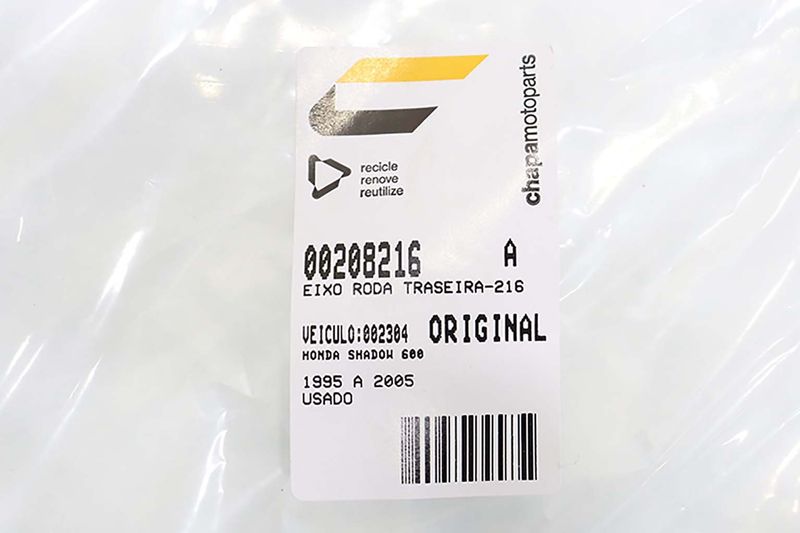 chapamotoparts
recicle
renove
reutilize
00208216 A
EIXO RODA TRASEIRA-216
VEICULO:002304 ORIGINAL
HONDA SHADOW 600
1995 A 2005
USADO